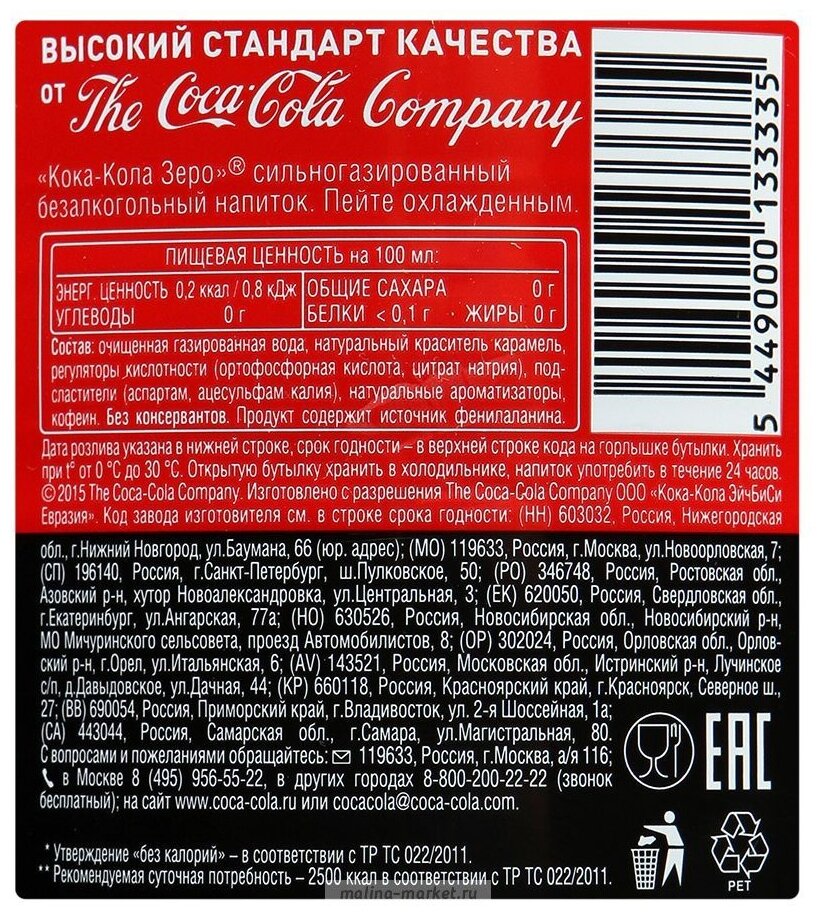 ВЫСОКИЙ СТАНДАРТ КАЧЕСТВА
от The Coca-Cola Company
«Кока-Кола Зеро»® сильногазированный
безалкогольный напиток. Пейте охлажденным.
ПИЩЕВАЯ ЦЕННОСТЬ на 100 мл:
ЭНЕРГ. ЦЕННОСТЬ 0,2 ккал / 0,8 кДж ОБЩИЕ САХАРА 0 г
УГЛЕВОДЫ 0 г БЕЛКИ < 0,1 г · ЖИРЫ 0 г
Состав: очищенная газированная вода, натуральный краситель карамель,
регуляторы кислотности (ортофосфорная кислота, цитрат натрия), под-
сластители (аспартам, ацесульфам калия), натуральные ароматизаторы,
кофеин. Без консервантов. Продукт содержит источник фенилаланина.
5 449000 133335
Дата розлива указана в нижней строке, срок годности – в верхней строке кода на горлышке бутылки. Хранить
при t° от 0 °C до 30 °C. Открытую бутылку хранить в холодильнике, напиток употребить в течение 24 часов.
© 2015 The Coca-Cola Company. Изготовлено с разрешения The Coca-Cola Company ООО «Кока-Кола ЭйчБиСи
Евразия». Код завода изготовителя см. в строке срока годности: (НН) 603032, Россия, Нижегородская
обл., г.Нижний Новгород, ул.Баумана, 66 (юр. адрес); (МО) 119633, Россия, г.Москва, ул.Новоорловская, 7;
(СП) 196140, Россия, г.Санкт-Петербург, ш.Пулковское, 50; (РО) 346748, Россия, Ростовская обл.,
Азовский р-н, хутор Новоалександровка, ул.Центральная, 3; (ЕК) 620050, Россия, Свердловская обл.,
г.Екатеринбург, ул.Ангарская, 77а; (НО) 630526, Россия, Новосибирская обл., Новосибирский р-н,
МО Мичуринского сельсовета, проезд Автомобилистов, 8; (ОР) 302024, Россия, Орловская обл., Орлов-
ский р-н, г.Орел, ул.Итальянская, 6; (AV) 143521, Россия, Московская обл., Истринский р-н, Лучинское
с/п, д.Давыдовское, ул.Дачная, 44; (КР) 660118, Россия, Красноярский край, г.Красноярск, Северное ш.,
27; (ВВ) 690054, Россия, Приморский край, г.Владивосток, ул. 2-я Шоссейная, 1а;
(СА) 443044, Россия, Самарская обл., г.Самара, ул.Магистральная, 80.
С вопросами и пожеланиями обращайтесь: 119633, Россия, г.Москва, а/я 116;
в Москве 8 (495) 956-55-22, в других городах 8-800-200-22-22 (звонок
бесплатный); на сайт www.coca-cola.ru или cocacola@coca-cola.com.
EAC
* Утверждение «без калорий» – в соответствии с ТР ТС 022/2011.
** Рекомендуемая суточная потребность – 2500 ккал в соответствии с ТР ТС 022/2011.
PET
malina-market.ru